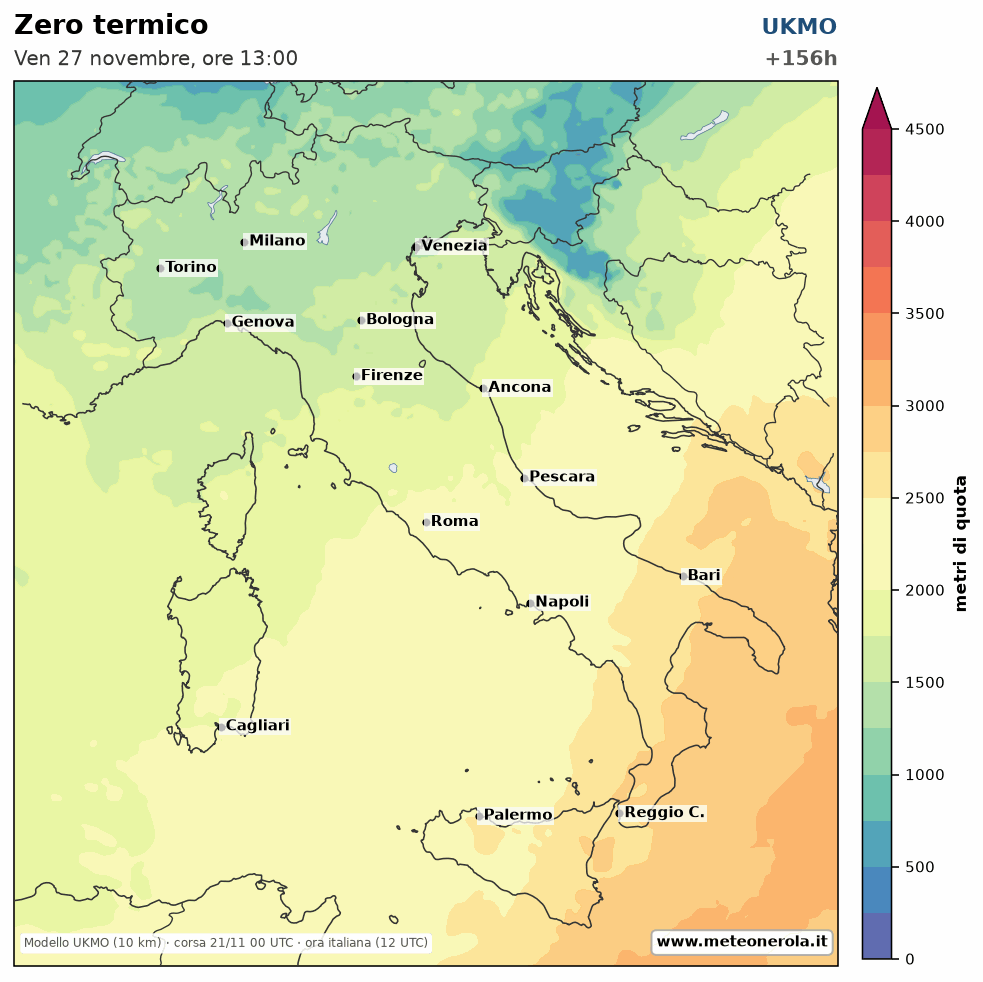 Zero termico
UKMO
Ven 27 novembre, ore 13:00
+156h
4500
4000
3500
3000
2500
2000
1500
1000
500
0
metri di quota
Milano
Venezia
Torino
Genova
Bologna
Firenze
Ancona
Pescara
Roma
Bari
Napoli
Cagliari
Palermo
Reggio C.
Modello UKMO (10 km) · corsa 21/11 00 UTC · ora italiana (12 UTC)
www.meteonerola.it